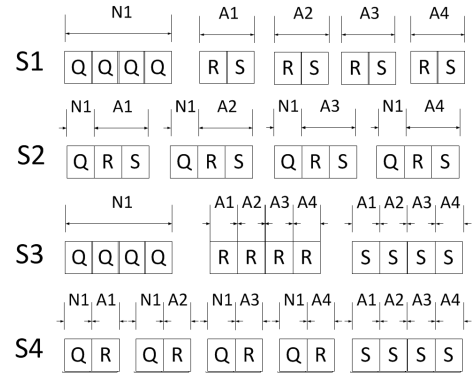 N1 A1 A2 A3 A4
S1 Q Q Q Q R S R S R S R S
N1 A1 N1 A2 N1 A3 N1 A4
S2 Q R S Q R S Q R S Q R S
N1 A1 A2 A3 A4 A1 A2 A3 A4
S3 Q Q Q Q R R R R S S S S
N1 A1 N1 A2 N1 A3 N1 A4 A1 A2 A3 A4
S4 Q R Q R Q R Q R S S S S